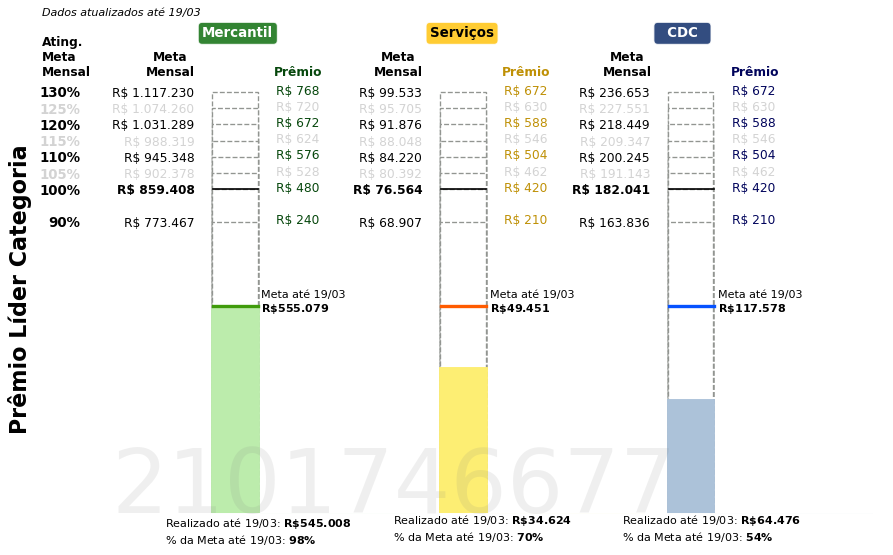 Dados atualizados até 19/03
Mercantil Serviços CDC
Ating. Meta Mensal Meta Mensal Prêmio Meta Mensal Prêmio Meta Mensal Prêmio
130% R$ 1.117.230 R$ 768 R$ 99.533 R$ 672 R$ 236.653 R$ 672
125% R$ 1.074.260 R$ 720 R$ 95.705 R$ 630 R$ 227.551 R$ 630
120% R$ 1.031.289 R$ 672 R$ 91.876 R$ 588 R$ 218.449 R$ 588
115% R$ 988.319 R$ 624 R$ 88.048 R$ 546 R$ 209.347 R$ 546
110% R$ 945.348 R$ 576 R$ 84.220 R$ 504 R$ 200.245 R$ 504
105% R$ 902.378 R$ 528 R$ 80.392 R$ 462 R$ 191.143 R$ 462
100% R$ 859.408 R$ 480 R$ 76.564 R$ 420 R$ 182.041 R$ 420
90% R$ 773.467 R$ 240 R$ 68.907 R$ 210 R$ 163.836 R$ 210
Prêmio Líder Categoria
Meta até 19/03 Meta até 19/03 Meta até 19/03
R$555.079 R$49.451 R$117.578
2101746677
Realizado até 19/03: R$545.008 Realizado até 19/03: R$34.624 Realizado até 19/03: R$64.476
% da Meta até 19/03: 98% % da Meta até 19/03: 70% % da Meta até 19/03: 54%